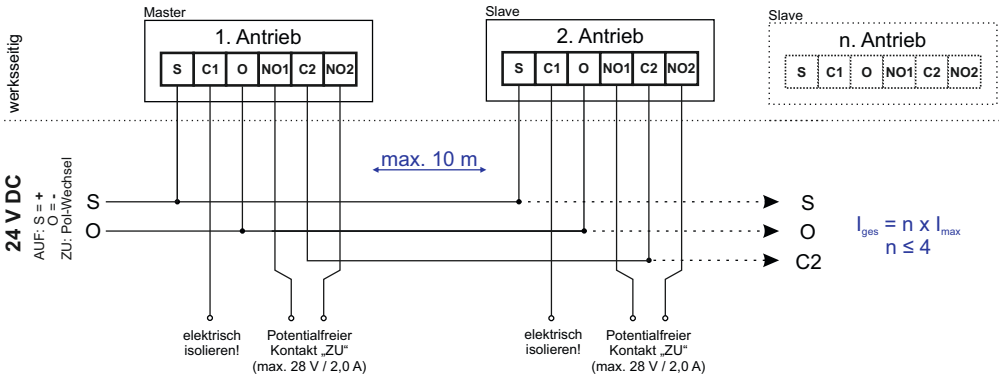 Master
Slave
Slave
1. Antrieb
2. Antrieb
n. Antrieb
S C1 O NO1 C2 NO2
S C1 O NO1 C2 NO2
S C1 O NO1 C2 NO2
werksseitig
max. 10 m
24 V DC
AUF: S = +
O = -
ZU: Pol-Wechsel
S
O
S
O
C2
Iges = n x Imax
n ≤ 4
elektrisch
isolieren!
Potentialfreier
Kontakt „ZU“
(max. 28 V / 2,0 A)
elektrisch
isolieren!
Potentialfreier
Kontakt „ZU“
(max. 28 V / 2,0 A)